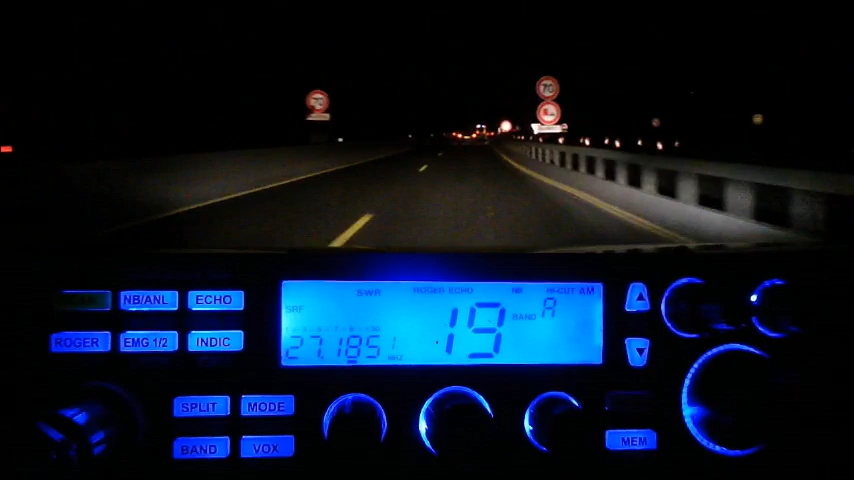 70
70
NB/ANL ECHO
ROGER EMG 1/2 INDIC
SWR ROGER ECHO NB HI-CUT AM
SRF
19 BAND A
27.185
SPLIT MODE
BAND VOX
MEM